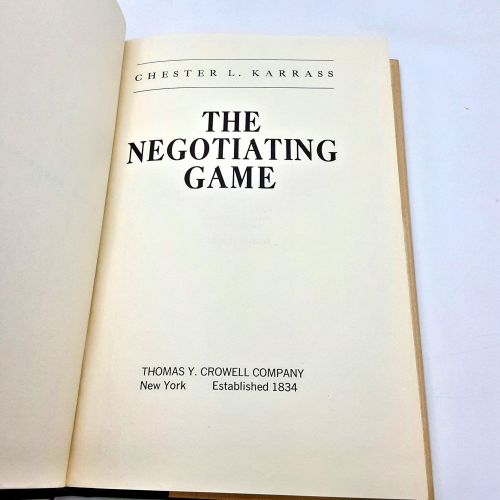 CHESTER L. KARRASS
THE
NEGOTIATING
GAME
THOMAS Y. CROWELL COMPANY
New York Established 1834